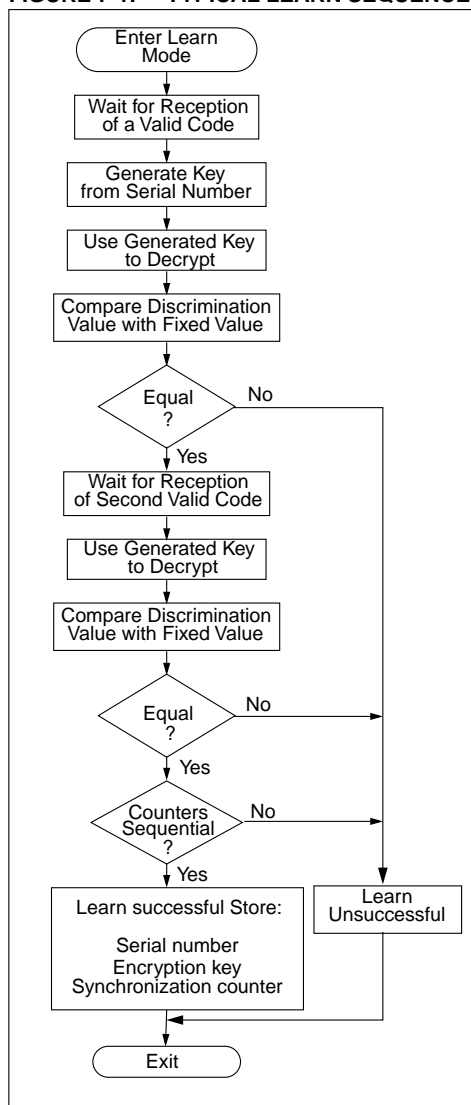 Enter Learn
Mode
Wait for Reception
of a Valid Code
Generate Key
from Serial Number
Use Generated Key
to Decrypt
Compare Discrimination
Value with Fixed Value
Equal
?
No
Yes
Wait for Reception
of Second Valid Code
Use Generated Key
to Decrypt
Compare Discrimination
Value with Fixed Value
Equal
?
No
Yes
Counters
Sequential
?
No
Yes
Learn successful Store:
Serial number
Encryption key
Synchronization counter
Learn
Unsuccessful
Exit